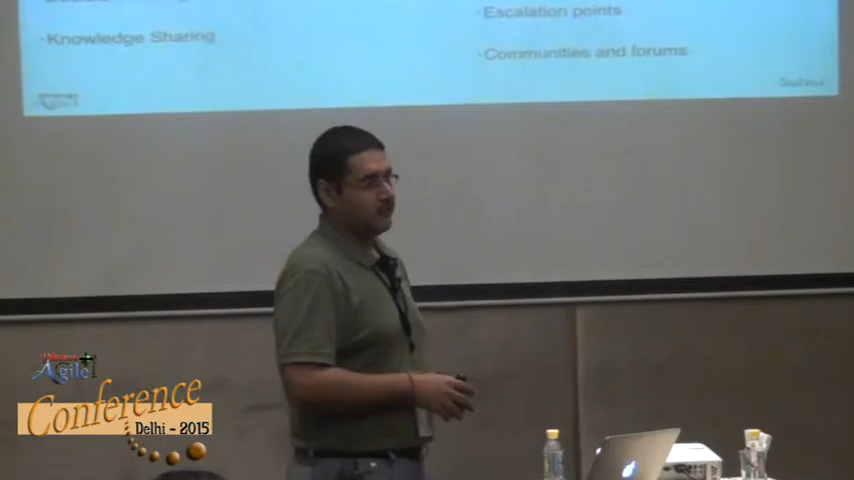 ·Knowledge Sharing
·Escalation points
·Communities and forums
Agile
Conference
Delhi - 2015